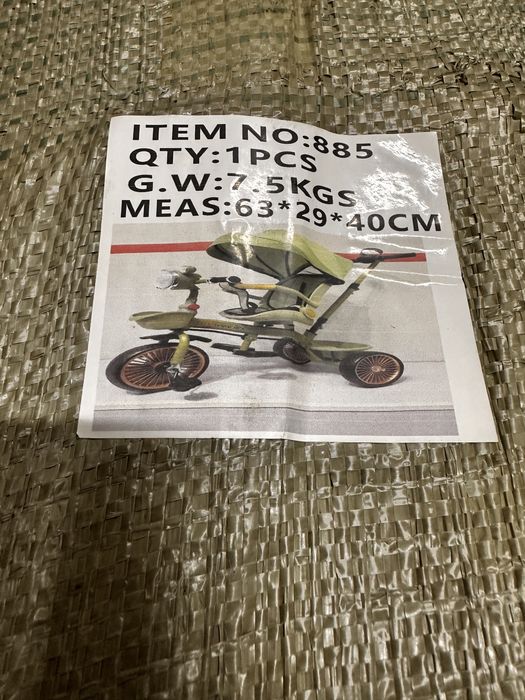 ITEM NO:885
QTY:1PCS
G.W:7.5KGS
MEAS:63*29*40CM